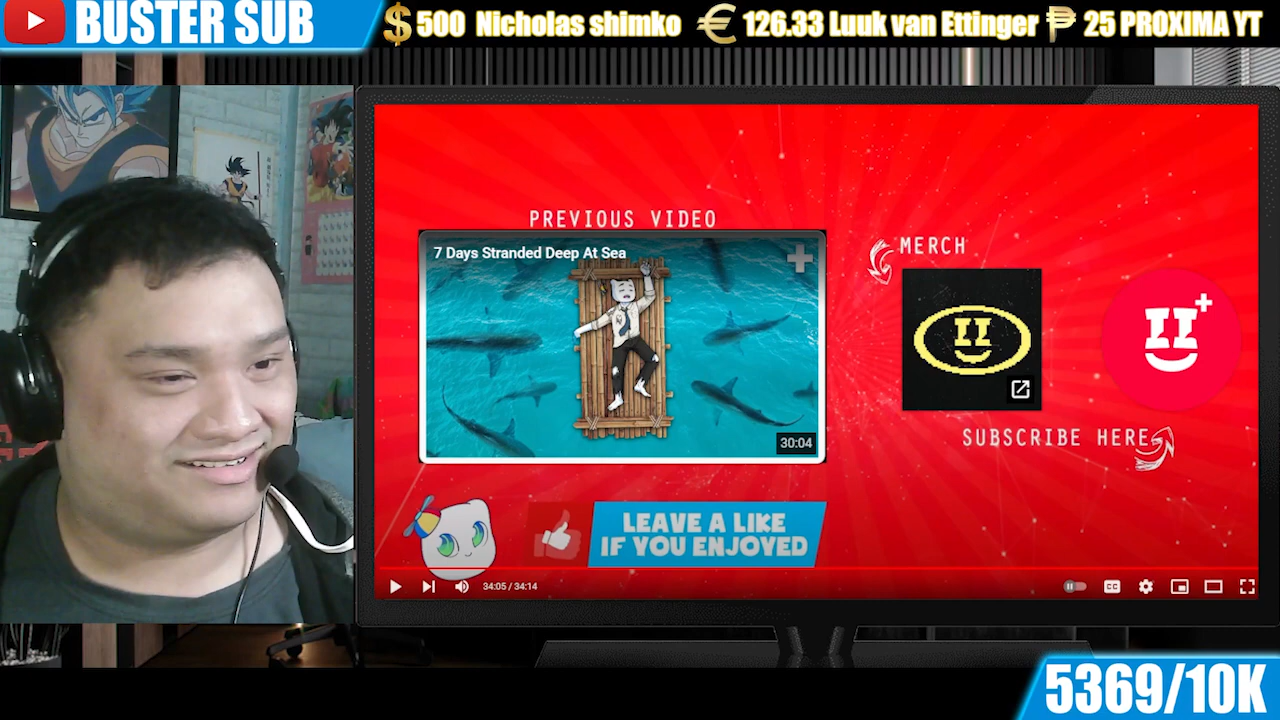 BUSTER SUB
$ 500 Nicholas shimko € 126.33 Luuk van Ettinger ₱ 25 PROXIMA YT
PREVIOUS VIDEO
7 Days Stranded Deep At Sea
30:04
MERCH
SUBSCRIBE HERE
LEAVE A LIKE
IF YOU ENJOYED
34:05 / 34:14
CC
5369/10K